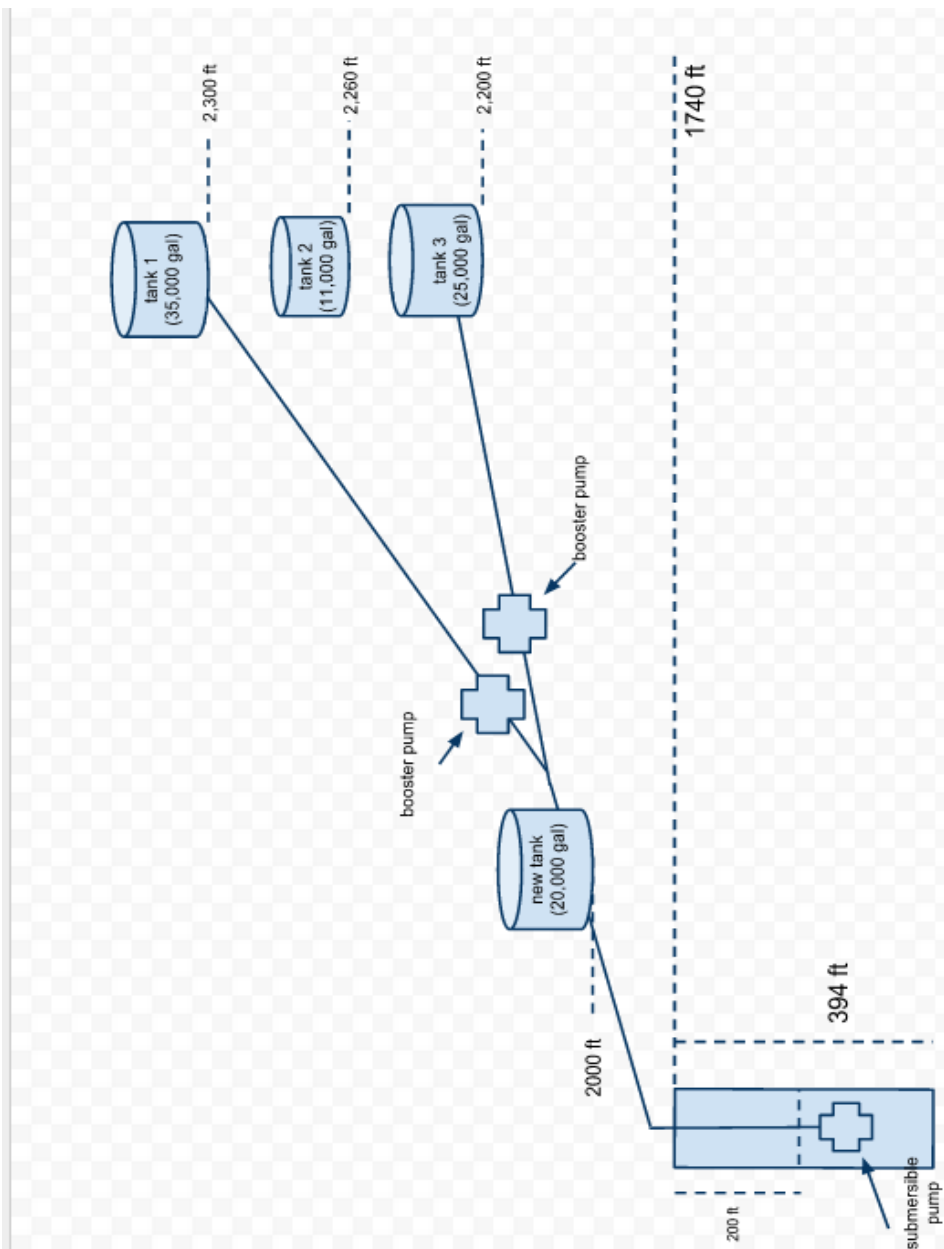 tank 1
(35,000 gal)
2,300 ft
tank 2
(11,000 gal)
2,260 ft
tank 3
(25,000 gal)
2,200 ft
booster pump
booster pump
new tank
(20,000 gal)
2000 ft
1740 ft
394 ft
200 ft
submersible
pump